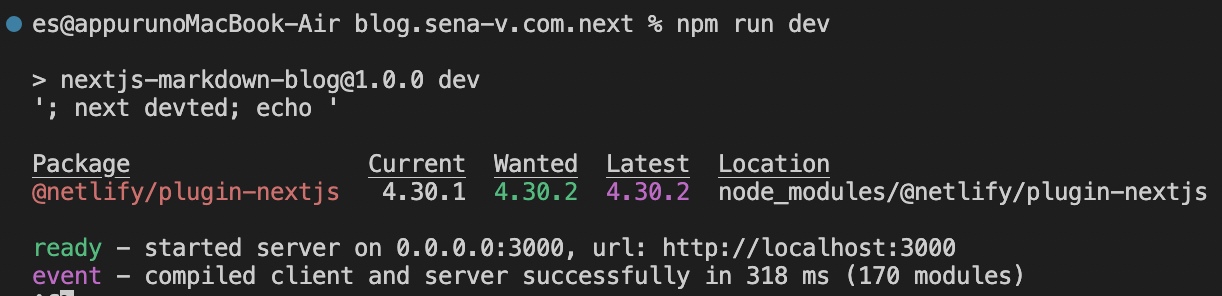 es@appurunoMacBook-Air blog.sena-v.com.next % npm run dev
> nextjs-markdown-blog@1.0.0 dev
'; next devted; echo '
Package Current Wanted Latest Location
@netlify/plugin-nextjs 4.30.1 4.30.2 4.30.2 node_modules/@netlify/plugin-nextjs
ready - started server on 0.0.0.0:3000, url: http://localhost:3000
event - compiled client and server successfully in 318 ms (170 modules)